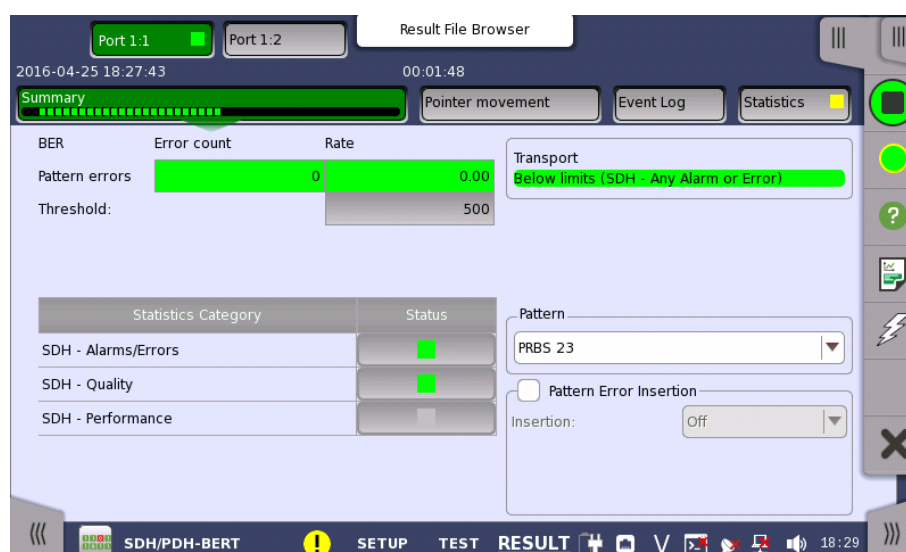 Port 1:1 Port 1:2 Result File Browser
2016-04-25 18:27:43 00:01:48
Summary Pointer movement Event Log Statistics
BER Error count Rate
Pattern errors 0 0.00
Threshold: 500
Transport
Below limits (SDH - Any Alarm or Error)
Statistics Category Status
SDH - Alarms/Errors
SDH - Quality
SDH - Performance
Pattern
PRBS 23
Pattern Error Insertion
Insertion: Off
SDH/PDH-BERT SETUP TEST RESULT 18:29